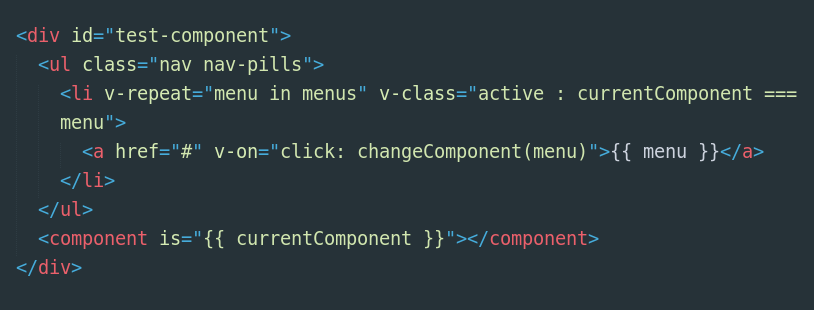 <div id="test-component">
<ul class="nav nav-pills">
<li v-repeat="menu in menus" v-class="active : currentComponent ===
menu">
<a href="#" v-on="click: changeComponent(menu)">{{ menu }}</a>
</li>
</ul>
<component is="{{ currentComponent }}"></component>
</div>